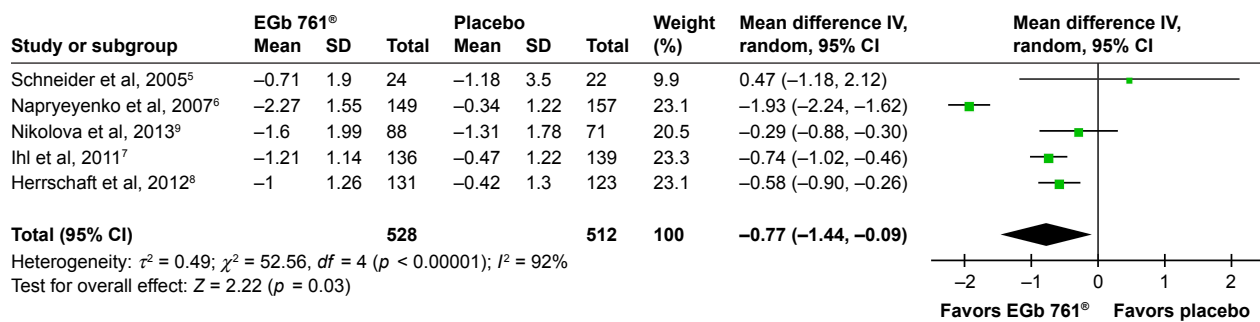 EGb 761® Placebo Weight Mean difference IV, Mean difference IV,
Study or subgroup Mean SD Total Mean SD Total (%) random, 95% CI random, 95% CI
Schneider et al, 2005⁵ –0.71 1.9 24 –1.18 3.5 22 9.9 0.47 (–1.18, 2.12)
Napryeyenko et al, 2007⁶ –2.27 1.55 149 –0.34 1.22 157 23.1 –1.93 (–2.24, –1.62)
Nikolova et al, 2013⁹ –1.6 1.99 88 –1.31 1.78 71 20.5 –0.29 (–0.88, –0.30)
Ihl et al, 2011⁷ –1.21 1.14 136 –0.47 1.22 139 23.3 –0.74 (–1.02, –0.46)
Herrschaft et al, 2012⁸ –1 1.26 131 –0.42 1.3 123 23.1 –0.58 (–0.90, –0.26)
Total (95% CI) 528 512 100 –0.77 (–1.44, –0.09)
Heterogeneity: τ² = 0.49; χ² = 52.56, df = 4 (p < 0.00001); I² = 92%
Test for overall effect: Z = 2.22 (p = 0.03)
–2 –1 0 1 2
Favors EGb 761® Favors placebo